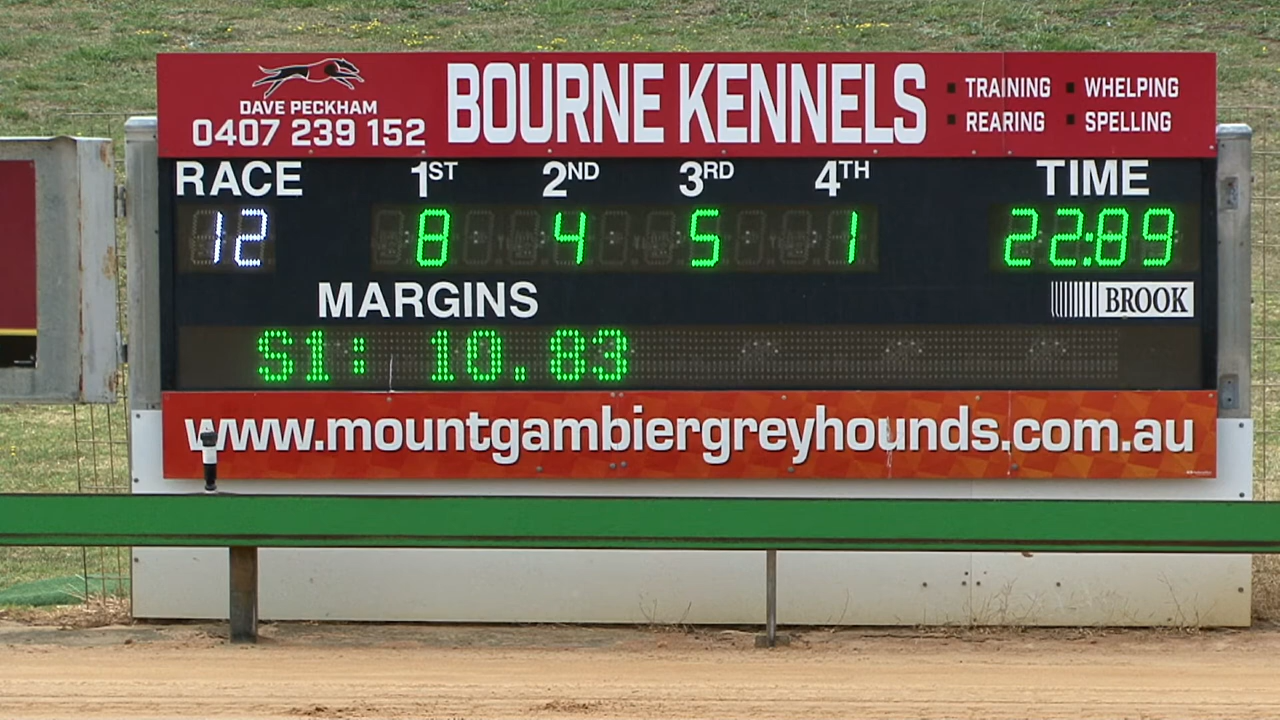 BOURNE KENNELS
DAVE PECKHAM
0407 239 152
TRAINING
WHELPING
REARING
SPELLING
RACE 1ST 2ND 3RD 4TH TIME
12 8 4 5 1 22:89
MARGINS
BROOK
S1: 10.83
www.mountgambiergreyhounds.com.au